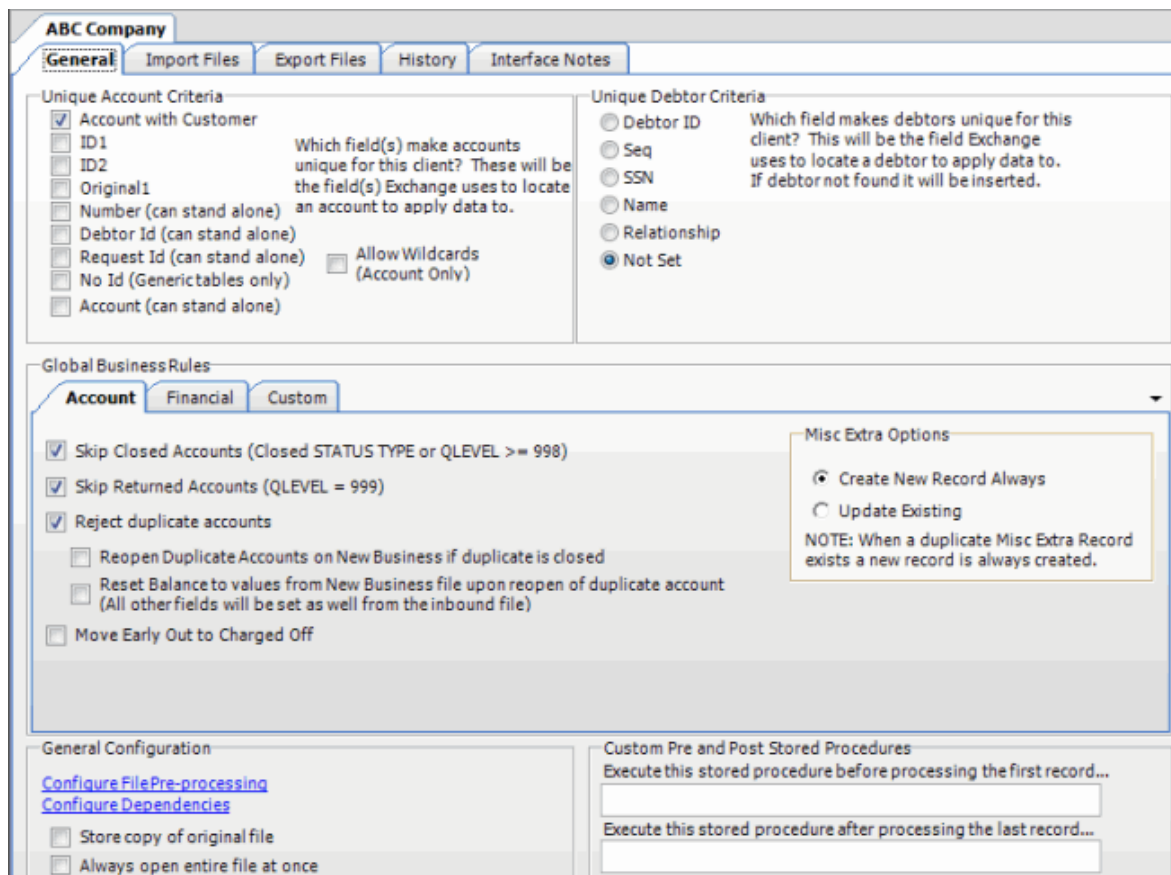 ABC Company
General
Import Files
Export Files
History
Interface Notes
Unique Account Criteria
Account with Customer
ID1
ID2
Original1
Number (can stand alone)
Debtor Id (can stand alone)
Request Id (can stand alone)
No Id (Generic tables only)
Account (can stand alone)
Which field(s) make accounts
unique for this client? These will be
the field(s) Exchange uses to locate
an account to apply data to.
Allow Wildcards
(Account Only)
Unique Debtor Criteria
Debtor ID
Seq
SSN
Name
Relationship
Not Set
Which field makes debtors unique for this
client? This will be the field Exchange
uses to locate a debtor to apply data to.
If debtor not found it will be inserted.
Global Business Rules
Account
Financial
Custom
Skip Closed Accounts (Closed STATUS TYPE or QLEVEL >= 998)
Skip Returned Accounts (QLEVEL = 999)
Reject duplicate accounts
Reopen Duplicate Accounts on New Business if duplicate is closed
Reset Balance to values from New Business file upon reopen of duplicate account
(All other fields will be set as well from the inbound file)
Move Early Out to Charged Off
Misc Extra Options
Create New Record Always
Update Existing
NOTE: When a duplicate Misc Extra Record
exists a new record is always created.
General Configuration
Configure File Pre-processing
Configure Dependencies
Store copy of original file
Always open entire file at once
Custom Pre and Post Stored Procedures
Execute this stored procedure before processing the first record...
Execute this stored procedure after processing the last record...